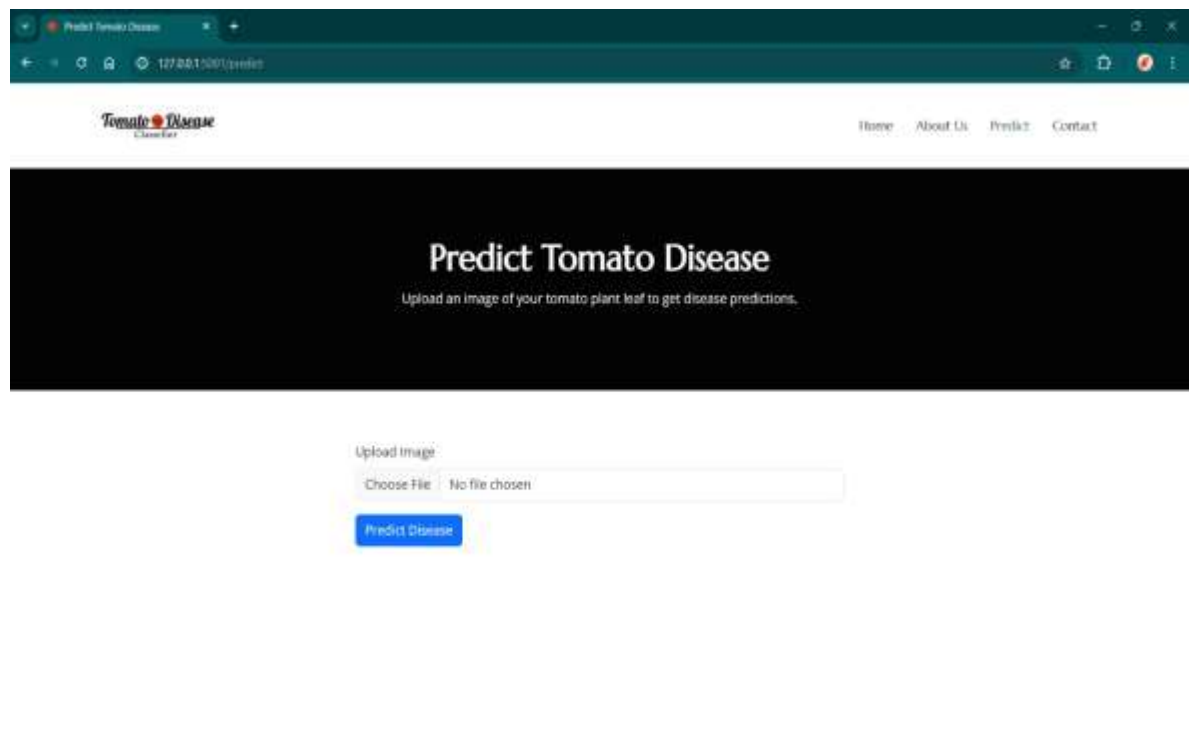 Predict Tomato Disease
127.0.0.1:5001/predict
Tomato Disease
Classifier
Home About Us Predict Contact
Predict Tomato Disease
Upload an image of your tomato plant leaf to get disease predictions.
Upload Image
Choose File No file chosen
Predict Disease